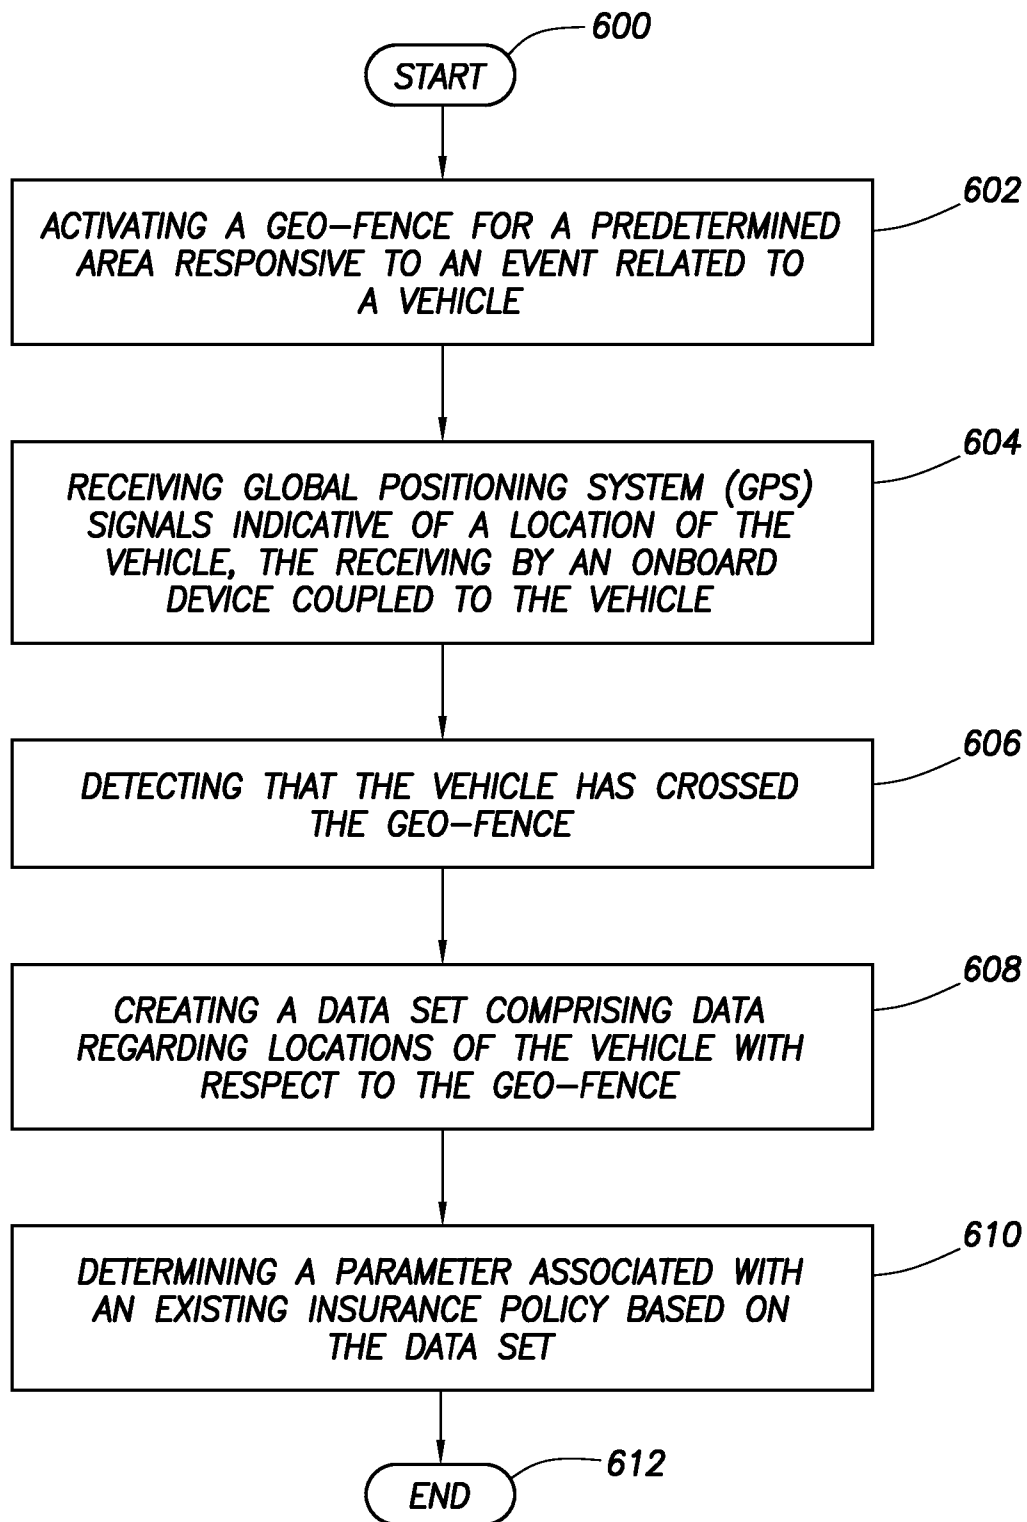 600
START
602
ACTIVATING A GEO-FENCE FOR A PREDETERMINED
AREA RESPONSIVE TO AN EVENT RELATED TO
A VEHICLE
604
RECEIVING GLOBAL POSITIONING SYSTEM (GPS)
SIGNALS INDICATIVE OF A LOCATION OF THE
VEHICLE, THE RECEIVING BY AN ONBOARD
DEVICE COUPLED TO THE VEHICLE
606
DETECTING THAT THE VEHICLE HAS CROSSED
THE GEO-FENCE
608
CREATING A DATA SET COMPRISING DATA
REGARDING LOCATIONS OF THE VEHICLE WITH
RESPECT TO THE GEO-FENCE
610
DETERMINING A PARAMETER ASSOCIATED WITH
AN EXISTING INSURANCE POLICY BASED ON
THE DATA SET
612
END